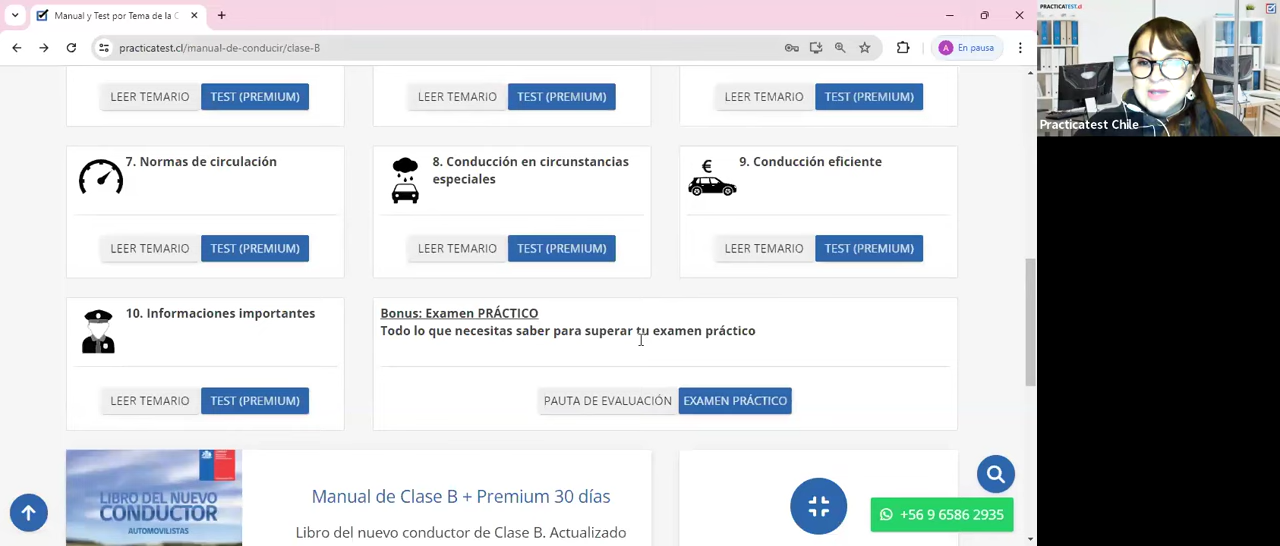 Manual y Test por Tema de la C
practicatest.cl/manual-de-conducir/clase-B
A En pausa
PRACTICATEST.cl
Practicatest Chile
LEER TEMARIO TEST (PREMIUM)
LEER TEMARIO TEST (PREMIUM)
LEER TEMARIO TEST (PREMIUM)
7. Normas de circulación
LEER TEMARIO TEST (PREMIUM)
8. Conducción en circunstancias
especiales
LEER TEMARIO TEST (PREMIUM)
€
9. Conducción eficiente
LEER TEMARIO TEST (PREMIUM)
10. Informaciones importantes
LEER TEMARIO TEST (PREMIUM)
Bonus: Examen PRÁCTICO
Todo lo que necesitas saber para superar tu examen práctico
PAUTA DE EVALUACIÓN EXAMEN PRÁCTICO
LIBRO DEL NUEVO
CONDUCTOR
AUTOMOVILISTAS
Manual de Clase B + Premium 30 días
Libro del nuevo conductor de Clase B. Actualizado
+56 9 6586 2935